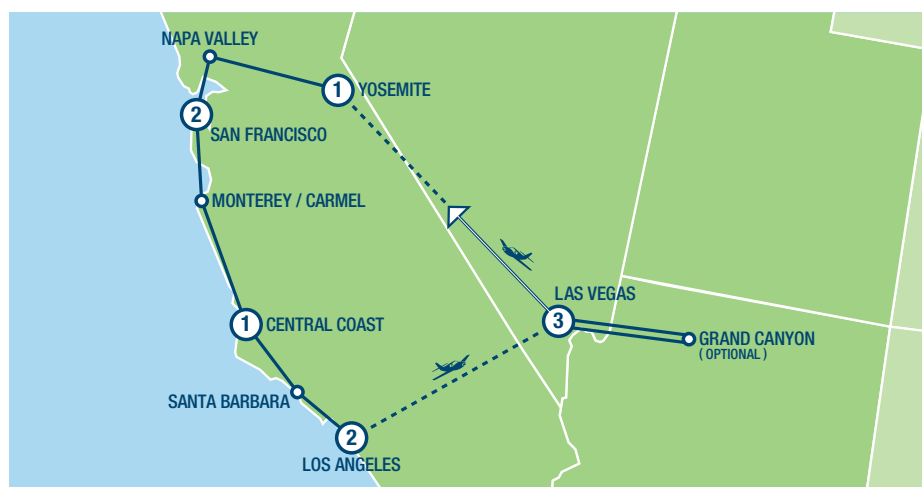 NAPA VALLEY
1
YOSEMITE
2
SAN FRANCISCO
MONTEREY / CARMEL
LAS VEGAS
3
1
CENTRAL COAST
GRAND CANYON
( OPTIONAL )
SANTA BARBARA
2
LOS ANGELES